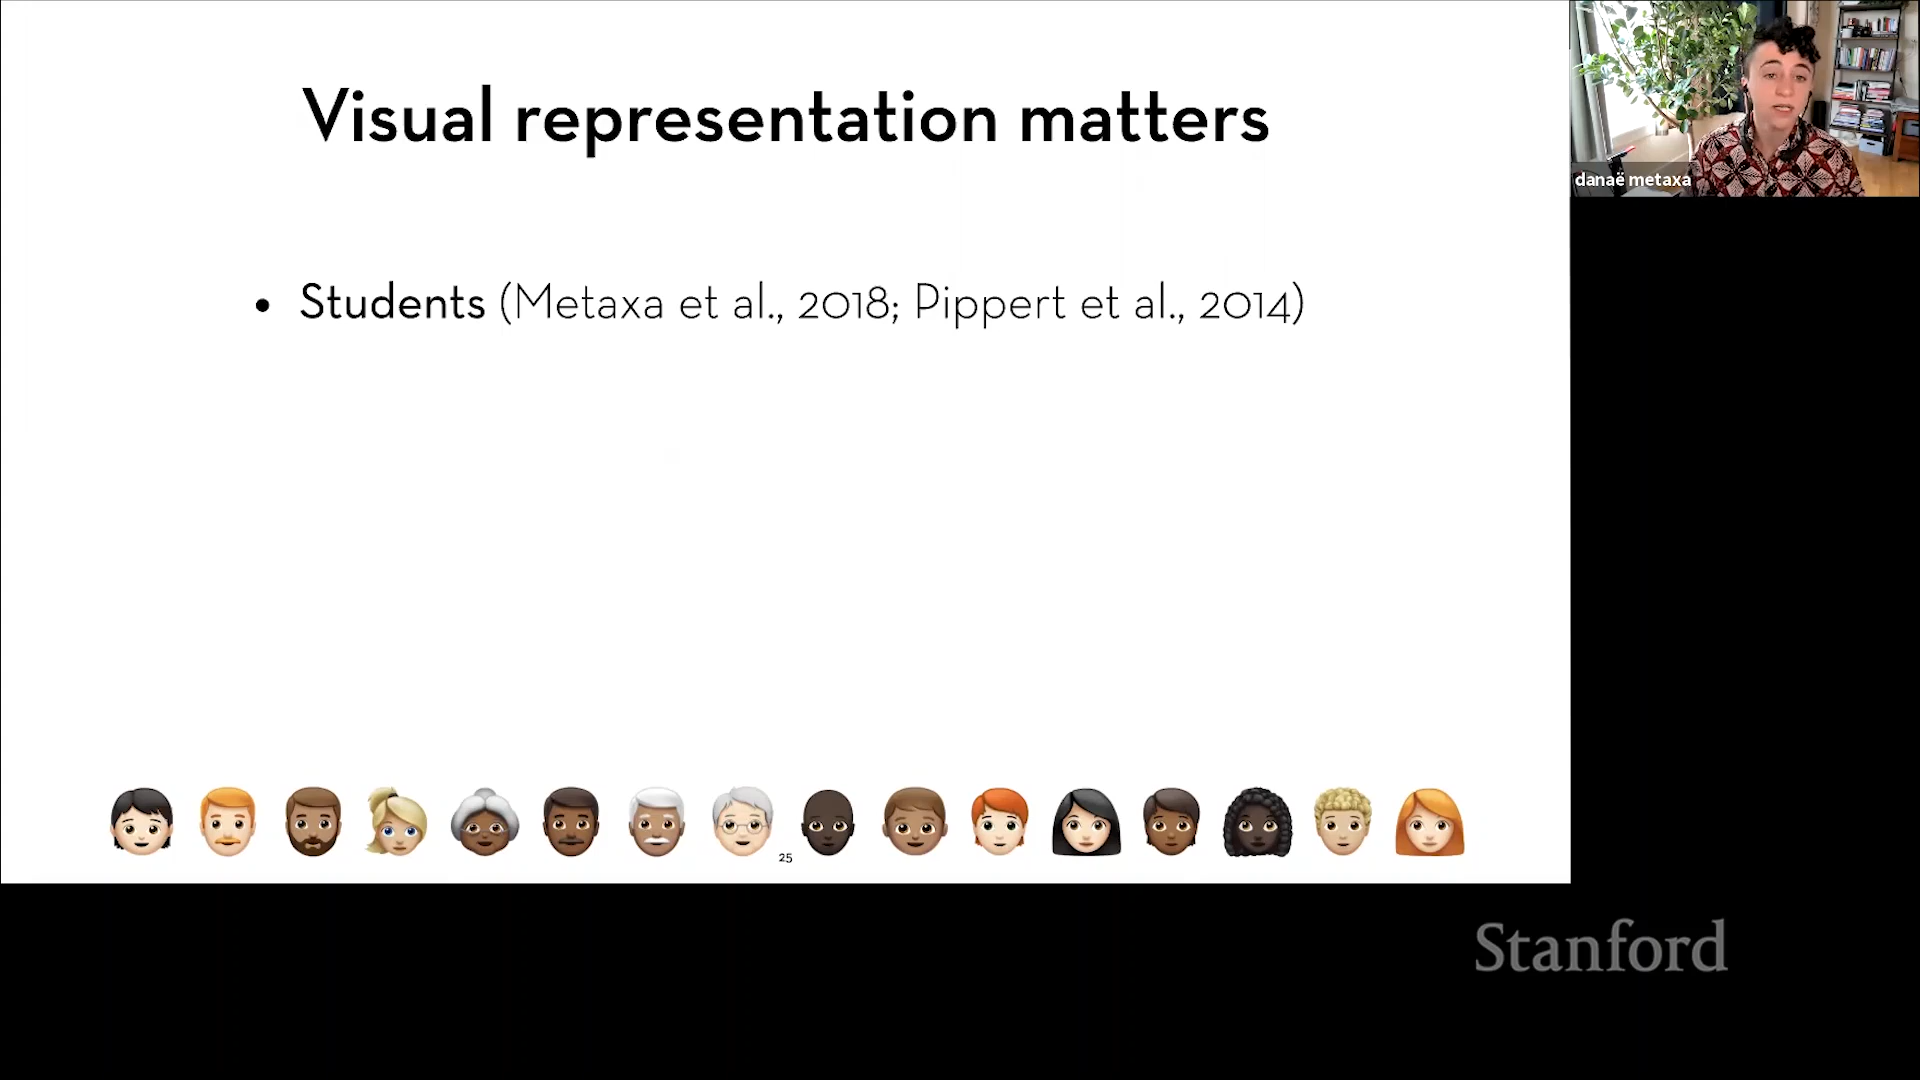 Visual representation matters
danaë metaxa
• Students (Metaxa et al., 2018; Pippert et al., 2014)
25
Stanford